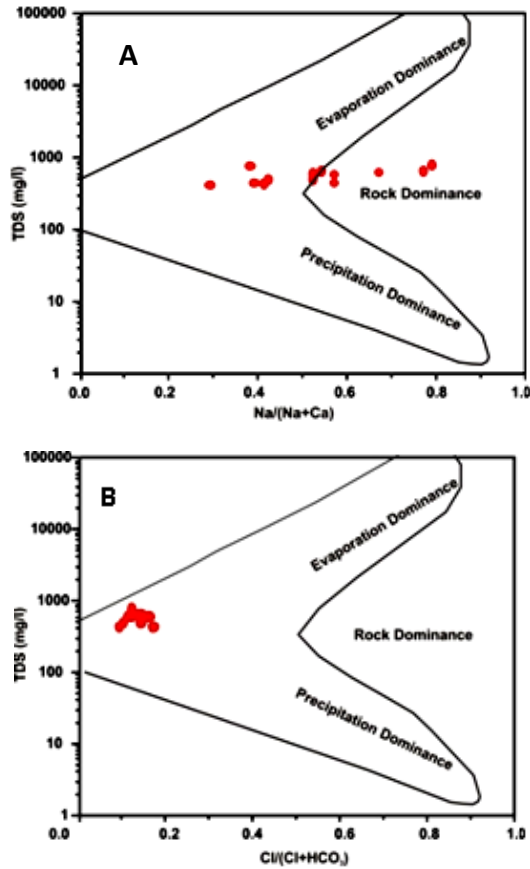 A
100000
10000
1000
100
10
1
TDS (mg/l)
Evaporation Dominance
Rock Dominance
Precipitation Dominance
0.0 0.2 0.4 0.6 0.8 1.0
Na/(Na+Ca)
B
100000
10000
1000
100
10
1
TDS (mg/l)
Evaporation Dominance
Rock Dominance
Precipitation Dominance
0.0 0.2 0.4 0.6 0.8 1.0
Cl/(Cl+HCO₃)